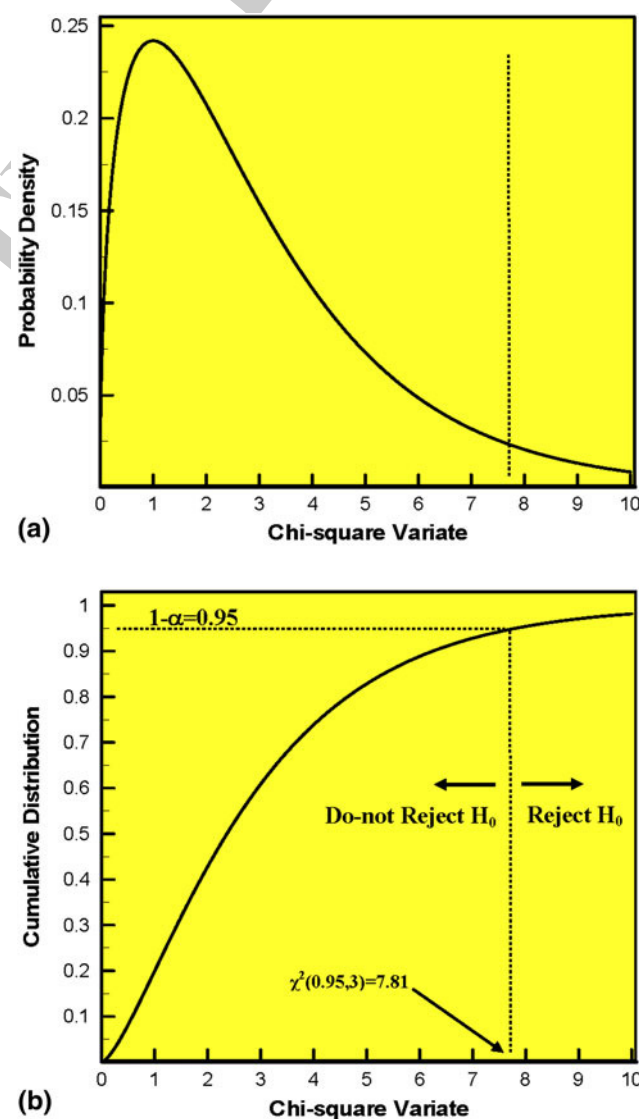 0.25
0.2
0.15
0.1
0.05
Probability Density
0 1 2 3 4 5 6 7 8 9 10
(a)
Chi-square Variate
1
0.9
0.8
0.7
0.6
0.5
0.4
0.3
0.2
0.1
Cumulative Distribution
1-α=0.95
Do-not Reject H₀
Reject H₀
χ²(0.95,3)=7.81
0 1 2 3 4 5 6 7 8 9 10
(b)
Chi-square Variate